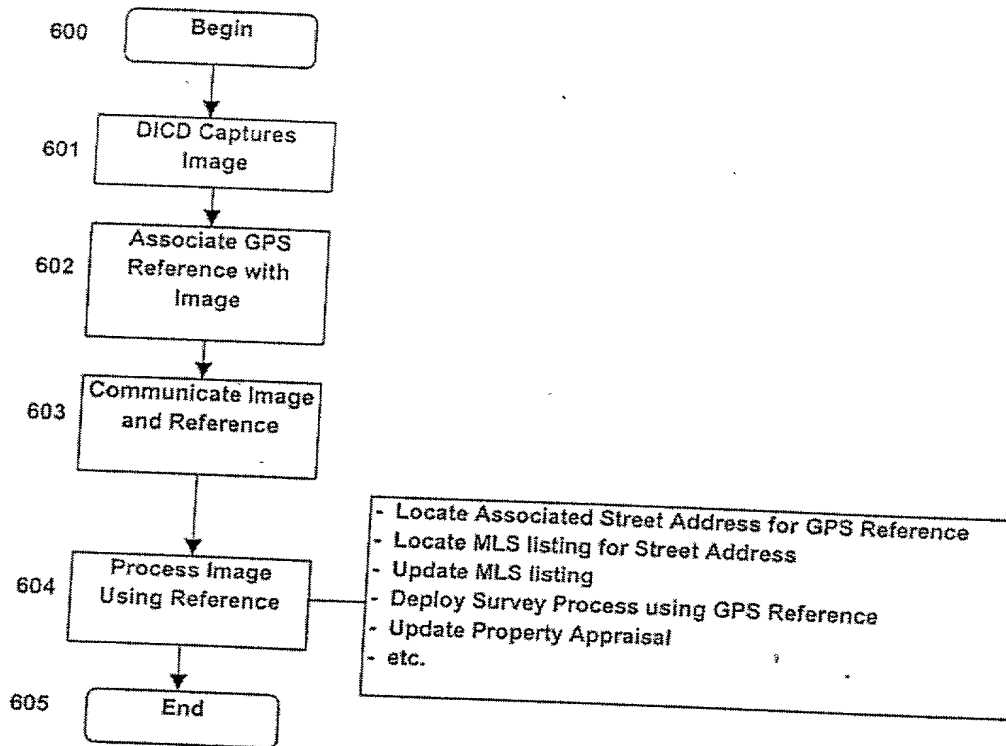 600
Begin
601
DICD Captures
Image
602
Associate GPS
Reference with
Image
603
Communicate Image
and Reference
604
Process Image
Using Reference
- Locate Associated Street Address for GPS Reference
- Locate MLS listing for Street Address
- Update MLS listing
- Deploy Survey Process using GPS Reference
- Update Property Appraisal
- etc.
605
End